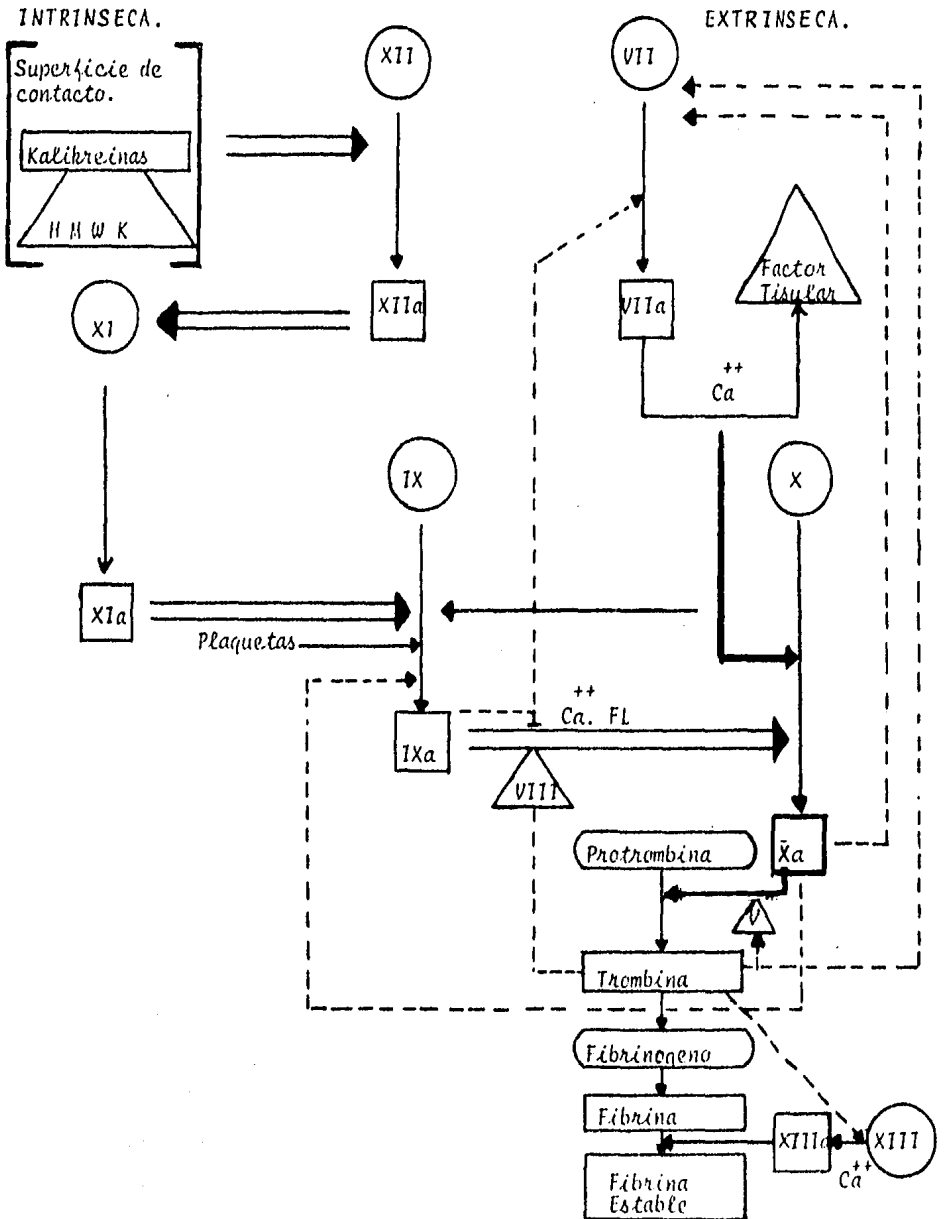 INTRINSECA.
EXTRINSECA.
Superficie de
contacto.
Kalikreinas
H M W K
XII
VII
XI
XIIa
VIIa
Factor
Tisular
++
Ca
IX
X
XIa
Plaquetas
++
Ca. FL
IXa
VIII
Protrombina
Xa
V
Trombina
Fibrinogeno
Fibrina
XIIIa
XIII
++
Ca
Fibrina
Estable